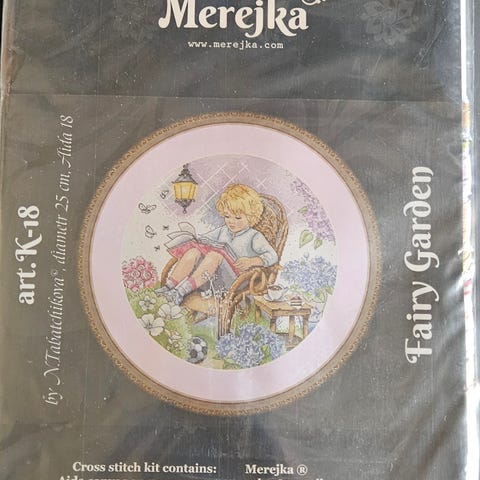 Merejka
www.merejka.com
art.K-18
by N.Tabatchikova©, diametr 25 cm, Aida 18
Fairy Garden
Cross stitch kit contains: Merejka ®